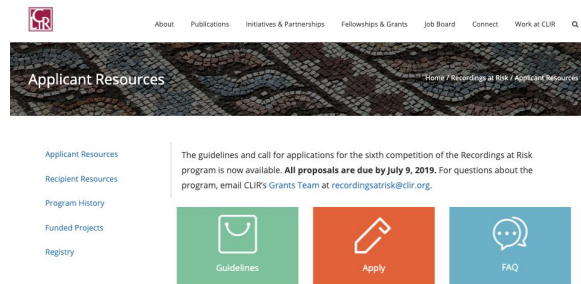 CLIR
About Publications Initiatives & Partnerships Fellowships & Grants Job Board Connect Work at CLIR
Applicant Resources
Home / Recordings at Risk / Applicant Resources
Applicant Resources
Recipient Resources
Program History
Funded Projects
Registry
The guidelines and call for applications for the sixth competition of the Recordings at Risk
program is now available. All proposals are due by July 9, 2019. For questions about the
program, email CLIR's Grants Team at recordingsatrisk@clir.org.
Guidelines
Apply
FAQ